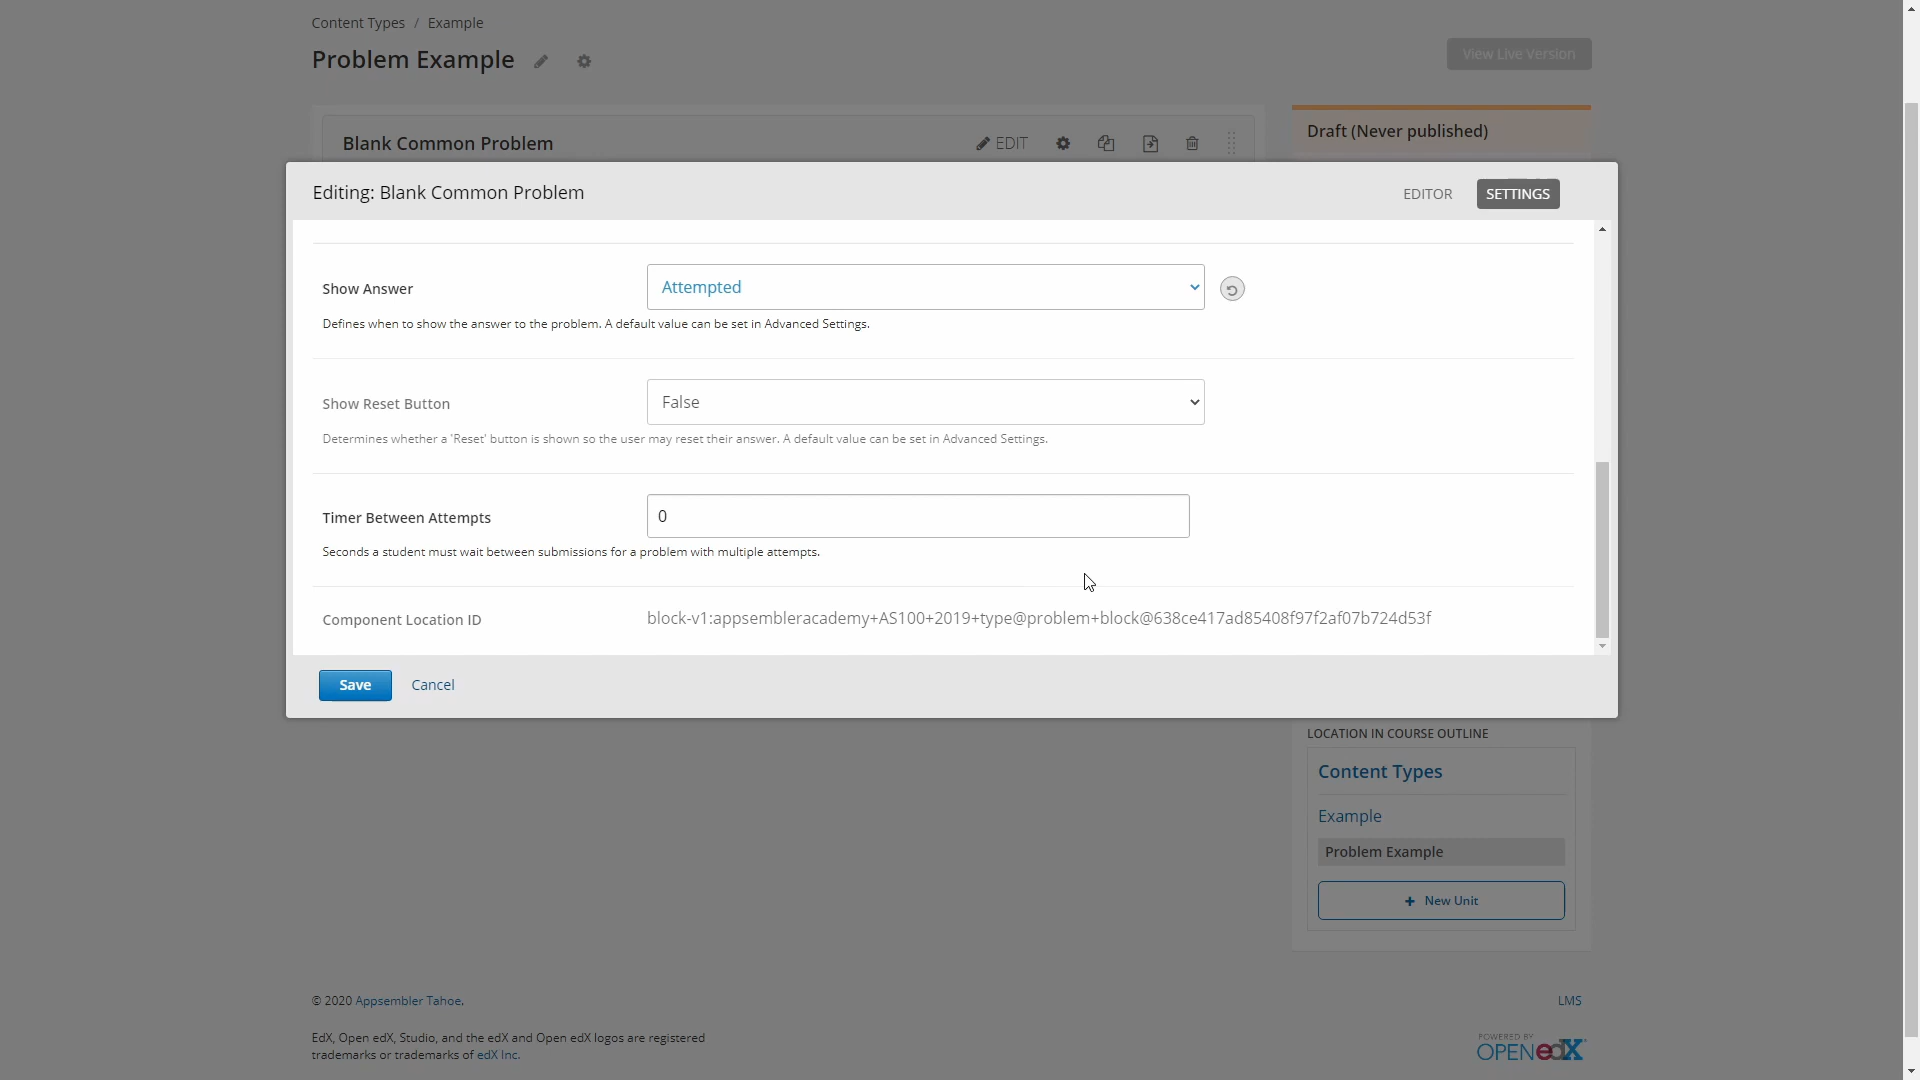 Content Types / Example
Problem Example
View Live Version
Blank Common Problem
EDIT
Draft (Never published)
Editing: Blank Common Problem
EDITOR
SETTINGS
Show Answer
Attempted
Defines when to show the answer to the problem. A default value can be set in Advanced Settings.
Show Reset Button
False
Determines whether a 'Reset' button is shown so the user may reset their answer. A default value can be set in Advanced Settings.
Timer Between Attempts
0
Seconds a student must wait between submissions for a problem with multiple attempts.
Component Location ID
block-v1:appsembleracademy+AS100+2019+type@problem+block@638ce417ad85408f97f2af07b724d53f
Save
Cancel
LOCATION IN COURSE OUTLINE
Content Types
Example
Problem Example
+ New Unit
© 2020 Appsembler Tahoe.
LMS
EdX, Open edX, Studio, and the edX and Open edX logos are registered
trademarks or trademarks of edX Inc.
POWERED BY
OPEN edX